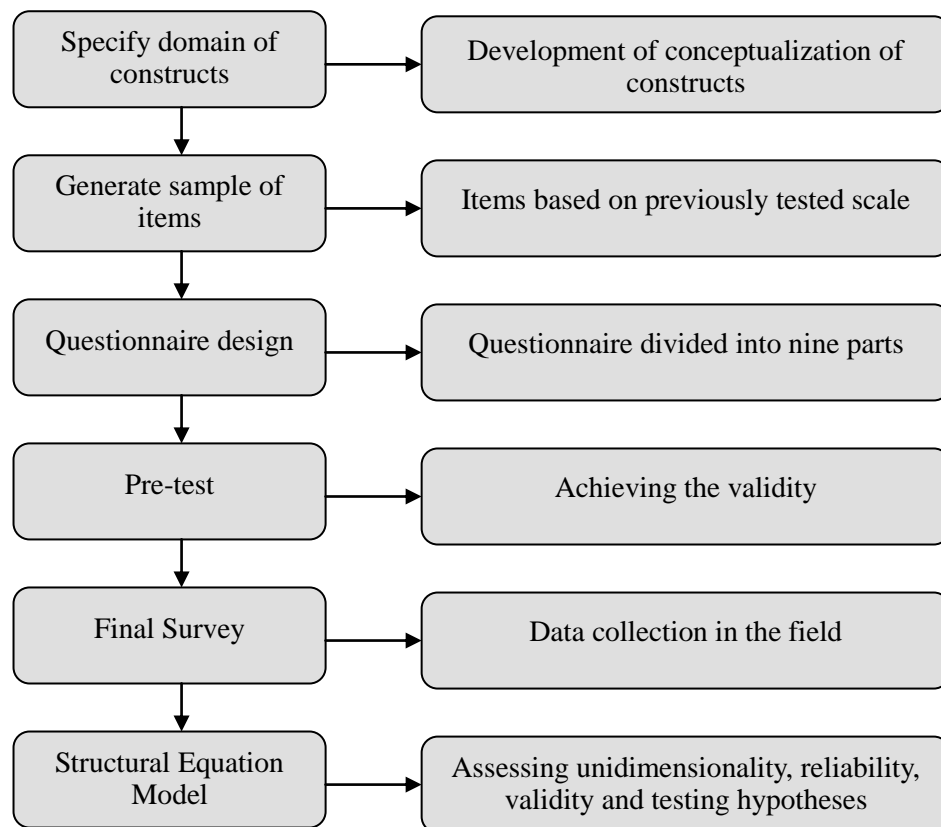 Specify domain of
constructs
Development of conceptualization of
constructs
Generate sample of
items
Items based on previously tested scale
Questionnaire design
Questionnaire divided into nine parts
Pre-test
Achieving the validity
Final Survey
Data collection in the field
Structural Equation
Model
Assessing unidimensionality, reliability,
validity and testing hypotheses